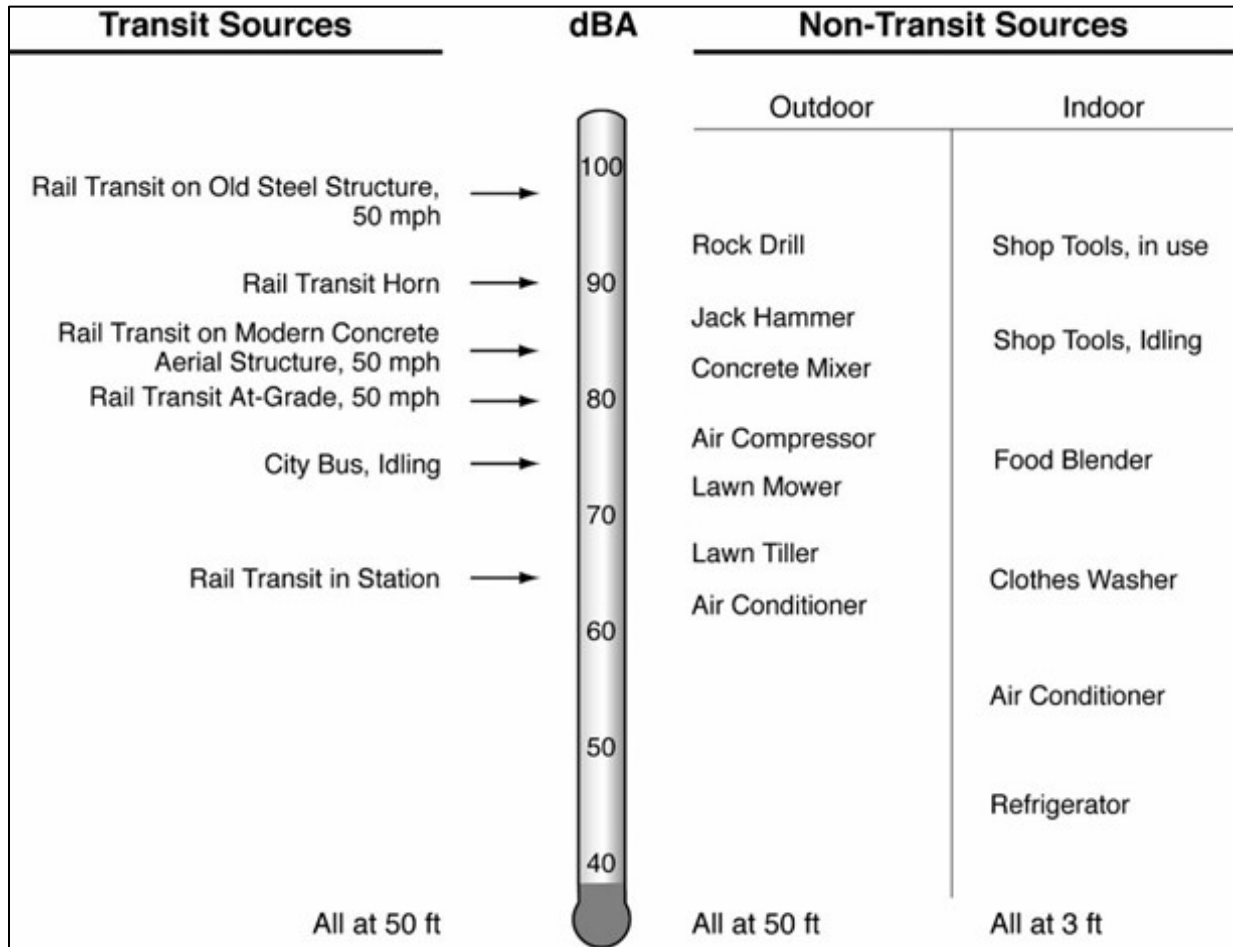 Transit Sources
dBA
Non-Transit Sources
Outdoor
Indoor
100
Rail Transit on Old Steel Structure,
50 mph
Rock Drill
Shop Tools, in use
Rail Transit Horn
90
Jack Hammer
Rail Transit on Modern Concrete
Aerial Structure, 50 mph
Shop Tools, Idling
Concrete Mixer
Rail Transit At-Grade, 50 mph
80
Air Compressor
City Bus, Idling
Food Blender
Lawn Mower
70
Lawn Tiller
Rail Transit in Station
Clothes Washer
Air Conditioner
60
Air Conditioner
50
Refrigerator
40
All at 50 ft
All at 50 ft
All at 3 ft